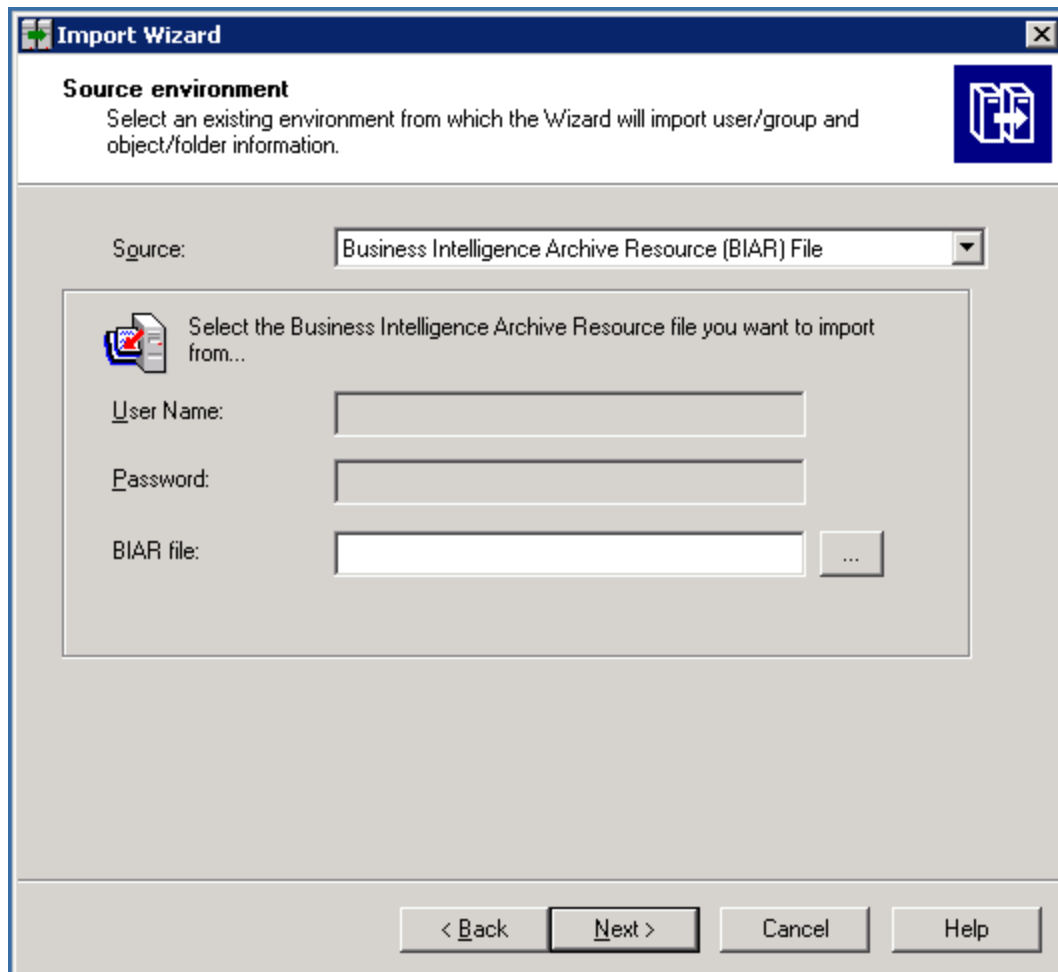 Import Wizard
Source environment
Select an existing environment from which the Wizard will import user/group and
object/folder information.
Source:
Business Intelligence Archive Resource (BIAR) File
Select the Business Intelligence Archive Resource file you want to import
from...
User Name:
Password:
BIAR file:
...
< Back
Next >
Cancel
Help